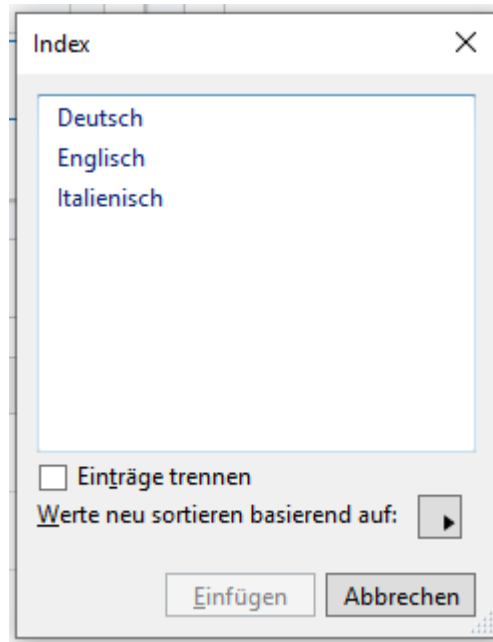 Index
Deutsch
Englisch
Italienisch
Einträge trennen
Werte neu sortieren basierend auf:
Einfügen
Abbrechen